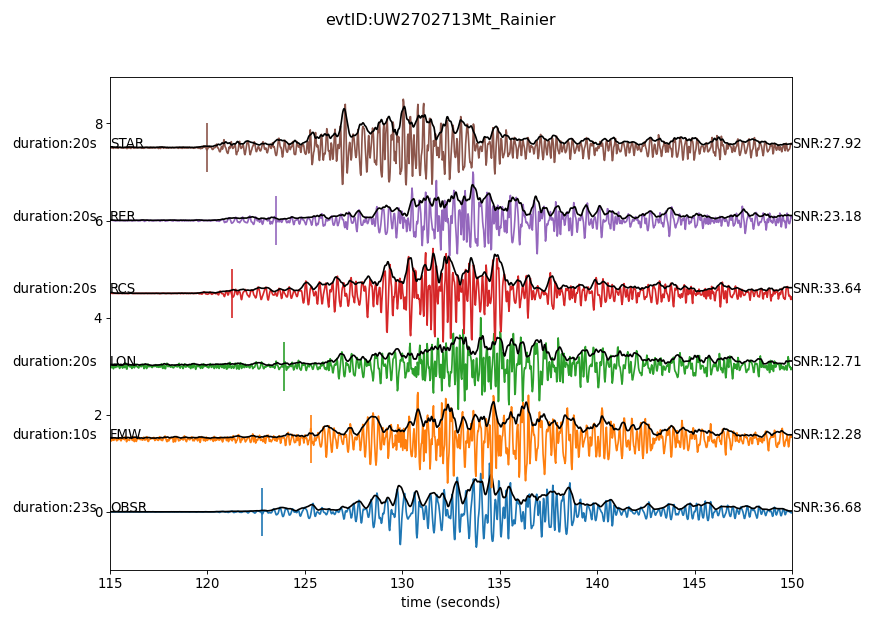 evtID:UW2702713Mt_Rainier
8
duration:20s STAR SNR:27.92
duration:20s RER SNR:23.18
6
duration:20s RCS SNR:33.64
4
duration:20s LON SNR:12.71
2
duration:10s FMW SNR:12.28
duration:23s OBSR SNR:36.68
0
115 120 125 130 135 140 145 150
time (seconds)